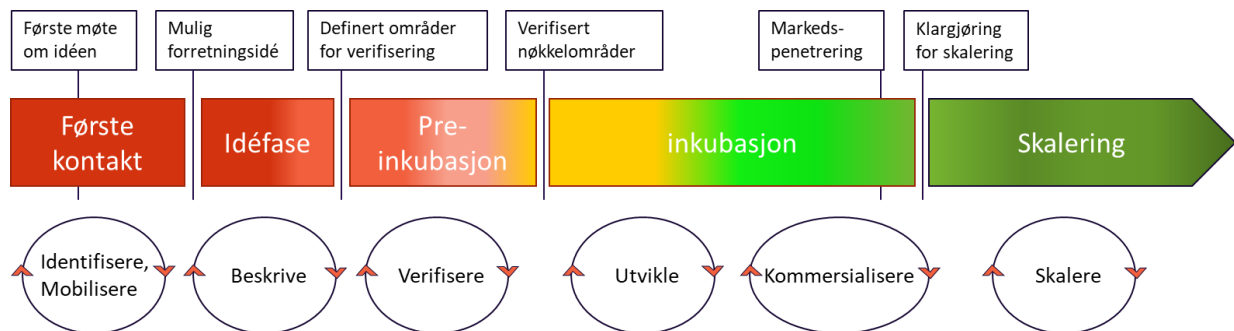 Første møte
om idéen
Mulig
forretningsidé
Definert områder
for verifisering
Verifisert
nøkkelområder
Markeds-
penetrering
Klargjøring
for skalering
Første
kontakt
Idéfase
Pre-
inkubasjon
inkubasjon
Skalering
Identifisere,
Mobilisere
Beskrive
Verifisere
Utvikle
Kommersialisere
Skalere